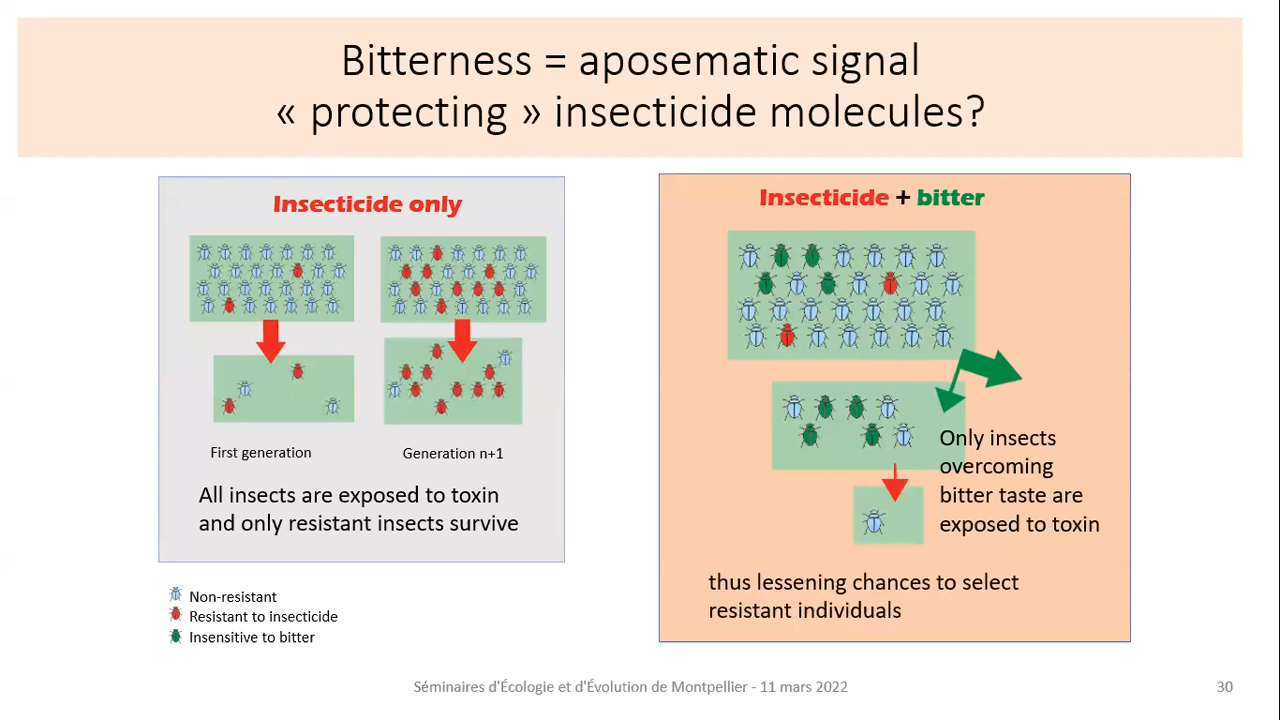 Bitterness = aposematic signal
« protecting » insecticide molecules?
Insecticide only
First generation
Generation n+1
All insects are exposed to toxin
and only resistant insects survive
Non-resistant
Resistant to insecticide
Insensitive to bitter
Insecticide + bitter
Only insects
overcoming
bitter taste are
exposed to toxin
thus lessening chances to select
resistant individuals
Séminaires d'Écologie et d'Évolution de Montpellier - 11 mars 2022
30